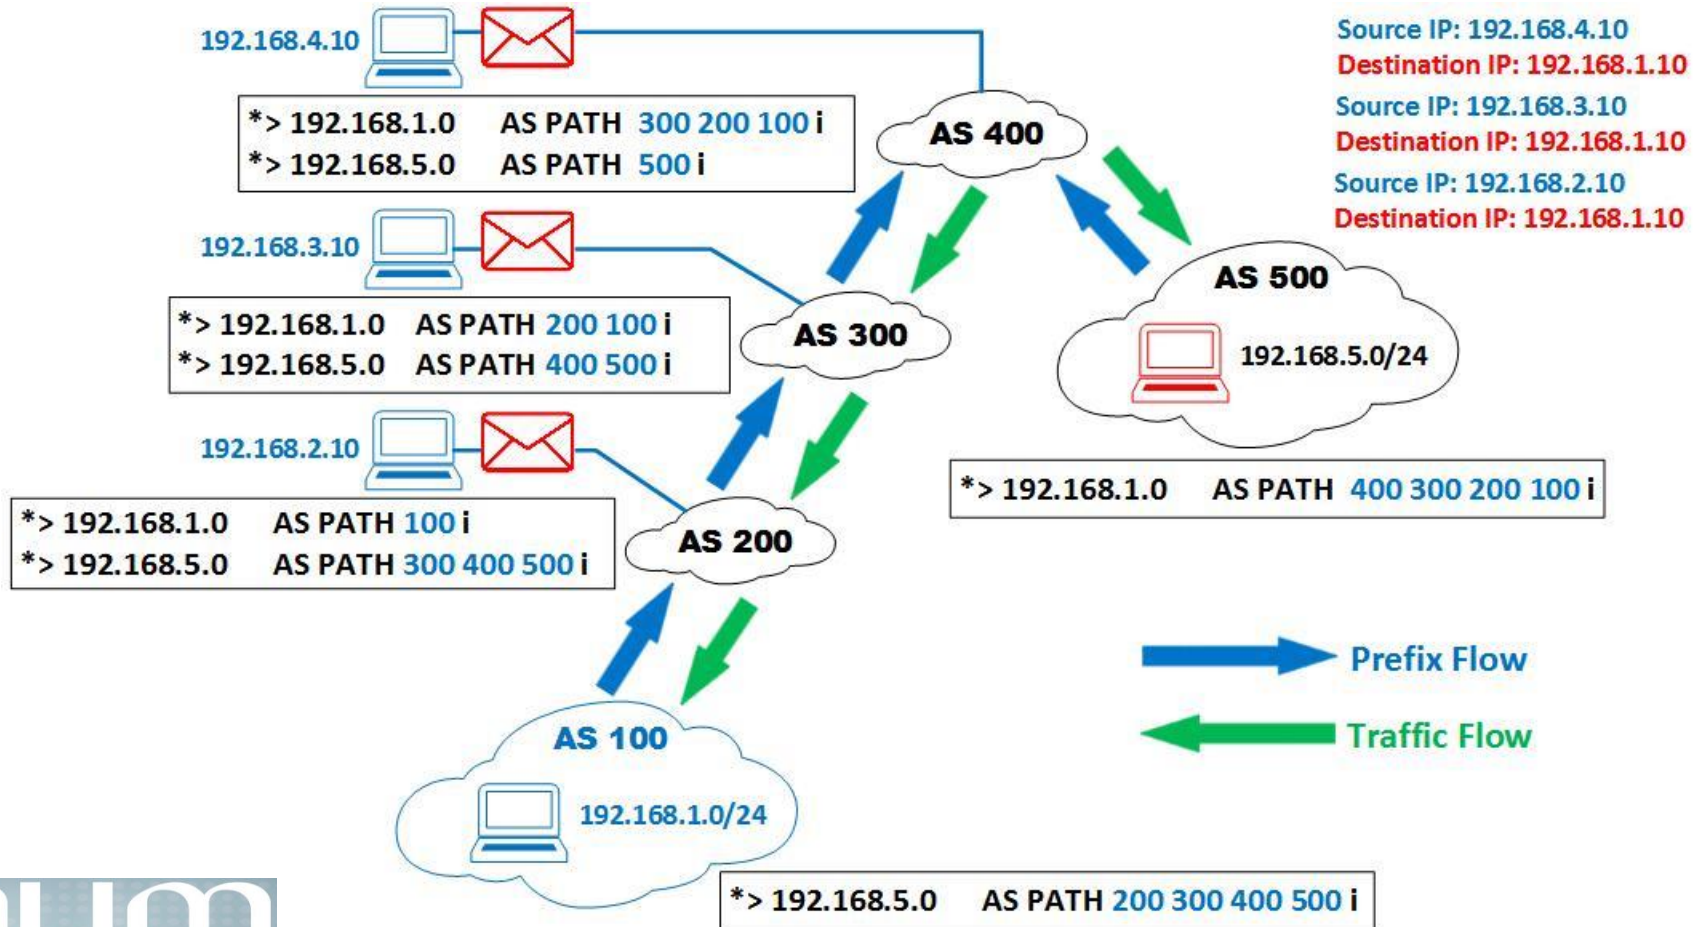 192.168.4.10
Source IP: 192.168.4.10
Destination IP: 192.168.1.10
Source IP: 192.168.3.10
Destination IP: 192.168.1.10
Source IP: 192.168.2.10
Destination IP: 192.168.1.10
*> 192.168.1.0 AS PATH 300 200 100 i
*> 192.168.5.0 AS PATH 500 i
AS 400
192.168.3.10
*> 192.168.1.0 AS PATH 200 100 i
*> 192.168.5.0 AS PATH 400 500 i
AS 300
AS 500
192.168.5.0/24
*> 192.168.1.0 AS PATH 400 300 200 100 i
192.168.2.10
*> 192.168.1.0 AS PATH 100 i
*> 192.168.5.0 AS PATH 300 400 500 i
AS 200
Prefix Flow
Traffic Flow
AS 100
192.168.1.0/24
*> 192.168.5.0 AS PATH 200 300 400 500 i